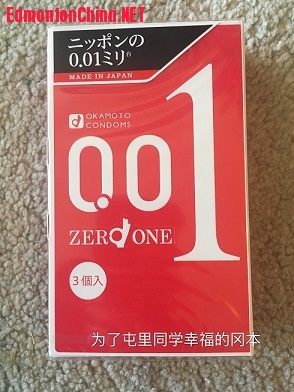 EdmontonChina.NET
ニッポンの
0.01ミリ台
MADE IN JAPAN
OKAMOTO
CONDOMS
0.01
ZERO ONE
3個入
为了屯里同学幸福的冈本